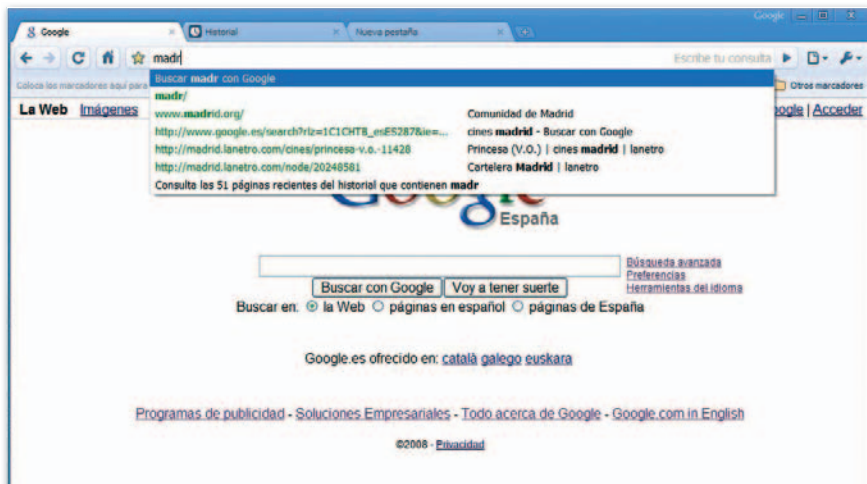 Google
Google Historial Nueva pestaña
madr Escribe tu consulta
Coloca los marcadores aquí para Otros marcadores
Buscar madr con Google
madr/
www.madrid.org/ Comunidad de Madrid
http://www.google.es/search?rlz=1C1CHTB_esES287&ie=... cines madrid - Buscar con Google
http://madrid.lanetro.com/cines/princesa-v.o.-11428 Princesa (V.O.) | cines madrid | lanetro
http://madrid.lanetro.com/node/20248581 Cartelera Madrid | lanetro
Consulta las 51 páginas recientes del historial que contienen madr
La Web Imágenes Acceder
Google
España
Búsqueda avanzada
Preferencias
Herramientas del idioma
Buscar con Google Voy a tener suerte
Buscar en: la Web páginas en español páginas de España
Google.es ofrecido en: català galego euskara
Programas de publicidad - Soluciones Empresariales - Todo acerca de Google - Google.com in English
©2008 - Privacidad